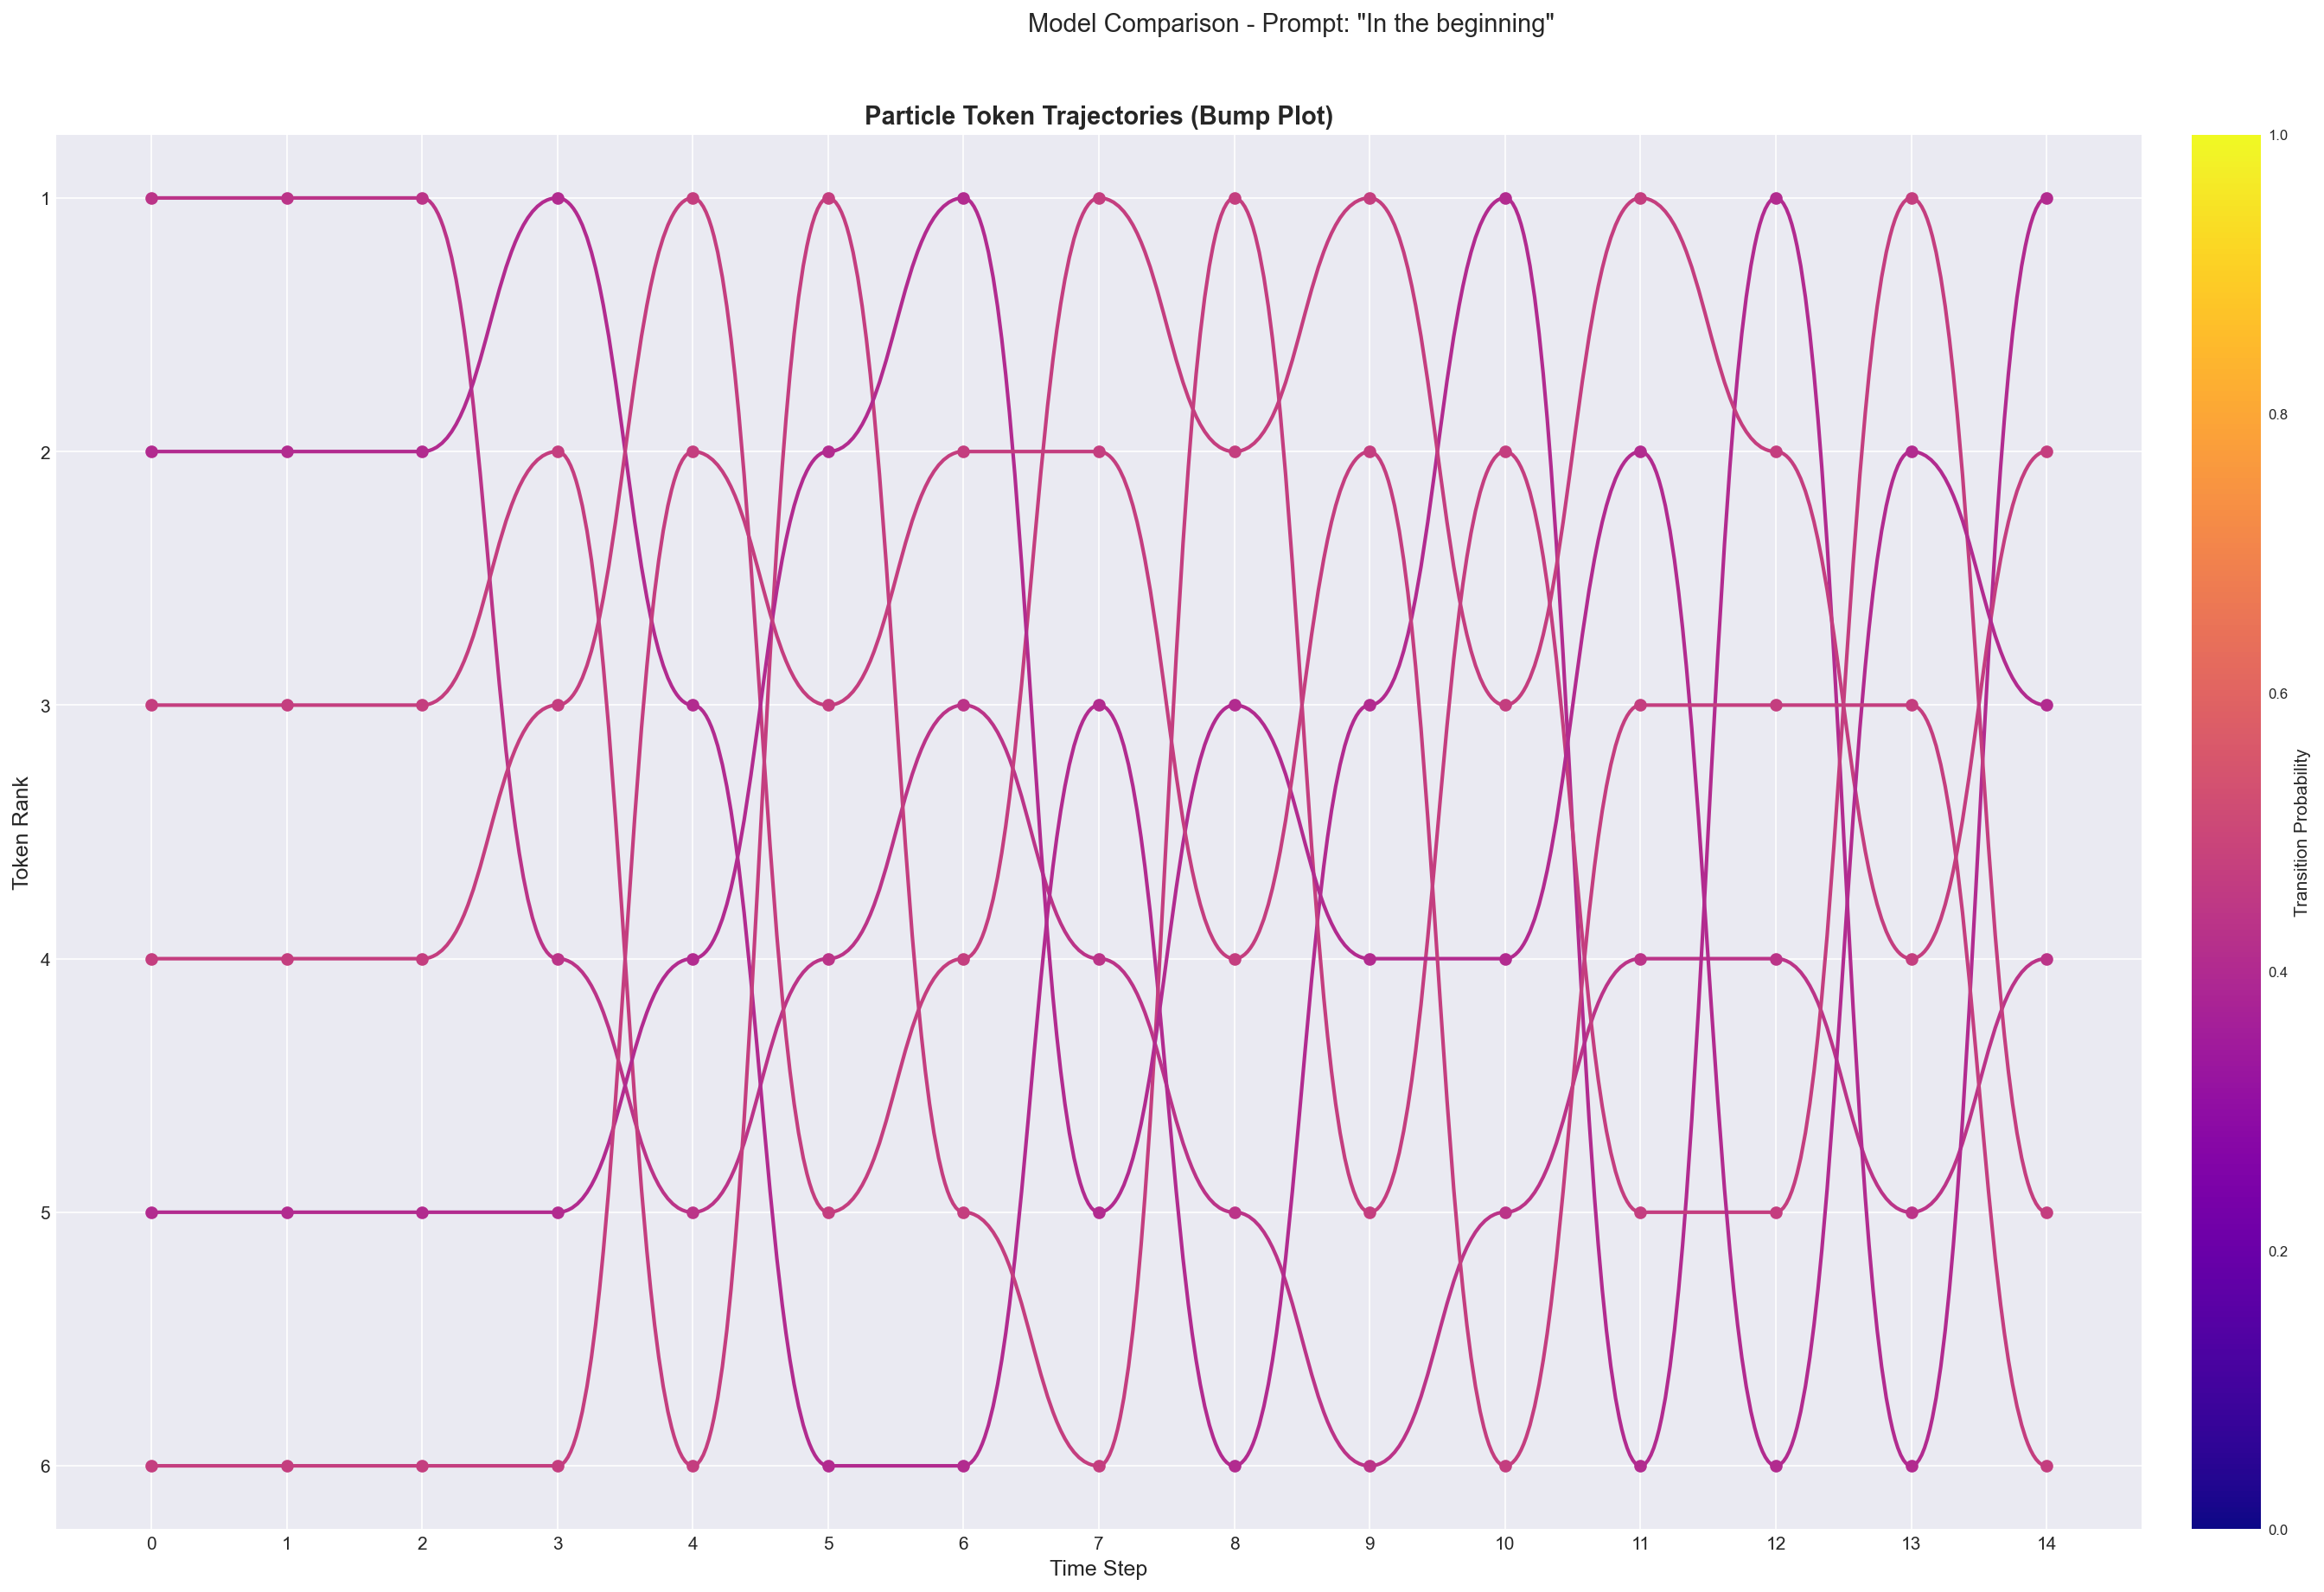 Model Comparison - Prompt: "In the beginning"
Particle Token Trajectories (Bump Plot)
Token Rank
1
2
3
4
5
6
0 1 2 3 4 5 6 7 8 9 10 11 12 13 14
Time Step
1.0
0.8
0.6
0.4
0.2
0.0
Transition Probability